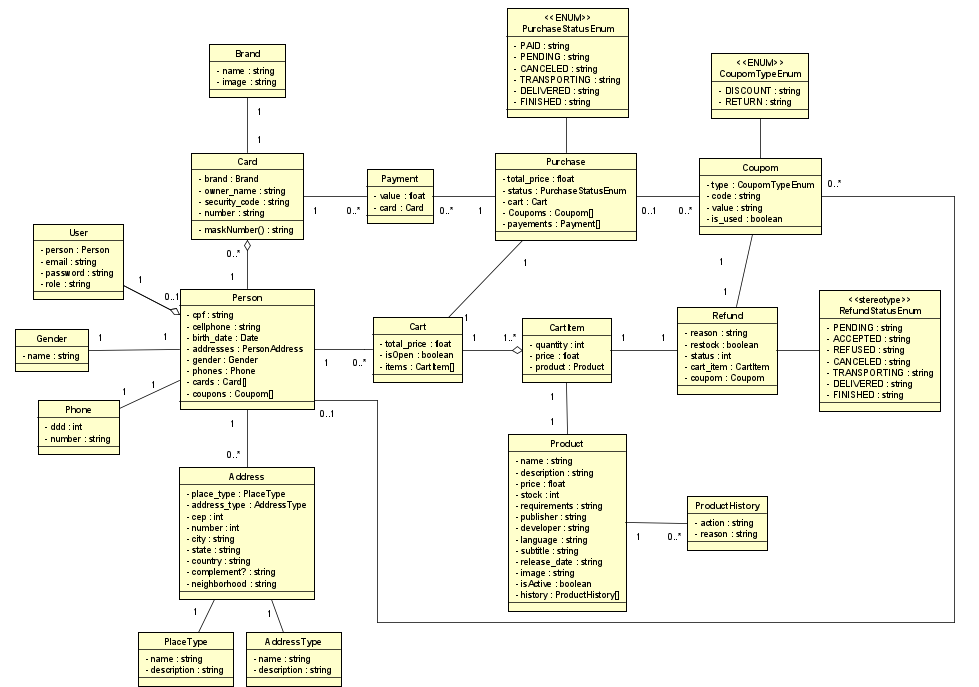 <<ENUM>>
PurchaseStatusEnum
- PAID : string
- PENDING : string
- CANCELED : string
- TRANSPORTING : string
- DELIVERED : string
- FINISHED : string
Brand
- name : string
- image : string
<<ENUM>>
CouponTypeEnum
- DISCOUNT : string
- RETURN : string
1
1
Card
- brand : Brand
- owner_name : string
- security_code : string
- number : string
- maskNumber() : string
Payment
- value : float
- card : Card
1
0..*
0..*
1
Purchase
- total_price : float
- status : PurchaseStatusEnum
- cart : Cart
- Coupoms : Coupom[]
- payements : Payment[]
0..1
0..*
Coupom
- type : CoupomTypeEnum
- code : string
- value : string
- is_used : boolean
0..*
User
- person : Person
- email : string
- password : string
- role : string
1
0..1
0..*
1
1
1
1
1
Person
- cpf : string
- cellphone : string
- birth_date : Date
- addresses : PersonAddress
- gender : Gender
- phones : Phone
- cards : Card[]
- coupons : Coupom[]
Gender
- name : string
1
1
Phone
- ddd : int
- number : string
1
1
1
0..*
Cart
- total_price : float
- isOpen : boolean
- items : CartItem[]
1
1..*
CartItem
- quantity : int
- price : float
- product : Product
1
1
Refund
- reason : string
- restock : boolean
- status : int
- cart_item : CartItem
- coupom : Coupom
<<stereotype>>
RefundStatusEnum
- PENDING : string
- ACCEPTED : string
- REFUSED : string
- CANCELED : string
- TRANSPORTING : string
- DELIVERED : string
- FINISHED : string
0..1
1
0..*
1
1
Address
- place_type : PlaceType
- address_type : AddressType
- cep : int
- number : int
- city : string
- state : string
- country : string
- complement? : string
- neighborhood : string
Product
- name : string
- description : string
- price : float
- stock : int
- requirements : string
- publisher : string
- developer : string
- language : string
- subtitle : string
- release_date : string
- image : string
- isActive : boolean
- history : ProductHistory[]
1
0..*
ProductHistory
- action : string
- reason : string
1
1
PlaceType
- name : string
- description : string
AddressType
- name : string
- description : string